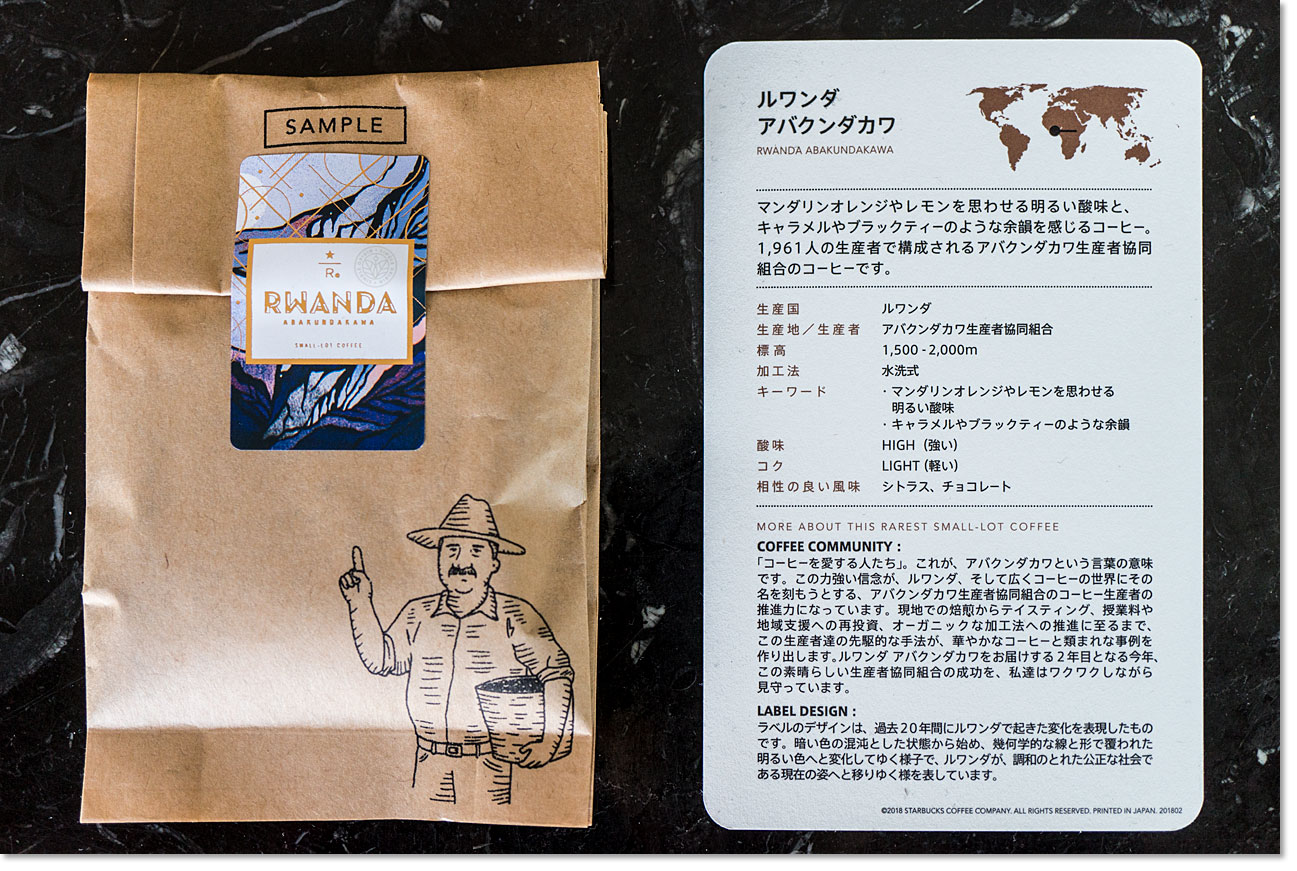 SAMPLE
R.
RWANDA
ABAKUNDAKAWA
SMALL-LOT COFFEE
ルワンダ
アバクンダカワ
RWANDA ABAKUNDAKAWA
マンダリンオレンジやレモンを思わせる明るい酸味と、
キャラメルやブラックティーのような余韻を感じるコーヒー。
1,961人の生産者で構成されるアバクンダカワ生産者協同
組合のコーヒーです。
生産国 ルワンダ
生産地／生産者 アバクンダカワ生産者協同組合
標高 1,500 - 2,000m
加工法 水洗式
キーワード ・マンダリンオレンジやレモンを思わせる
明るい酸味
・キャラメルやブラックティーのような余韻
酸味 HIGH（強い）
コク LIGHT（軽い）
相性の良い風味 シトラス、チョコレート
MORE ABOUT THIS RAREST SMALL-LOT COFFEE
COFFEE COMMUNITY :
「コーヒーを愛する人たち」。これが、アバクンダカワという言葉の意味
です。この力強い信念が、ルワンダ、そして広くコーヒーの世界にその
名を刻もうとする、アバクンダカワ生産者協同組合のコーヒー生産者の
推進力になっています。現地での焙煎からテイスティング、授業料や
地域支援への再投資、オーガニックな加工法への推進に至るまで、
この生産者達の先駆的な手法が、華やかなコーヒーと類まれな事例を
作り出します。ルワンダ アバクンダカワをお届けする2年目となる今年、
この素晴らしい生産者協同組合の成功を、私達はワクワクしながら
見守っています。
LABEL DESIGN :
ラベルのデザインは、過去20年間にルワンダで起きた変化を表現したもの
です。暗い色の混沌とした状態から始め、幾何学的な線と形で覆われた
明るい色へと変化してゆく様子で、ルワンダが、調和のとれた公正な社会で
ある現在の姿へと移りゆく様を表しています。
©2018 STARBUCKS COFFEE COMPANY. ALL RIGHTS RESERVED. PRINTED IN JAPAN. 201802